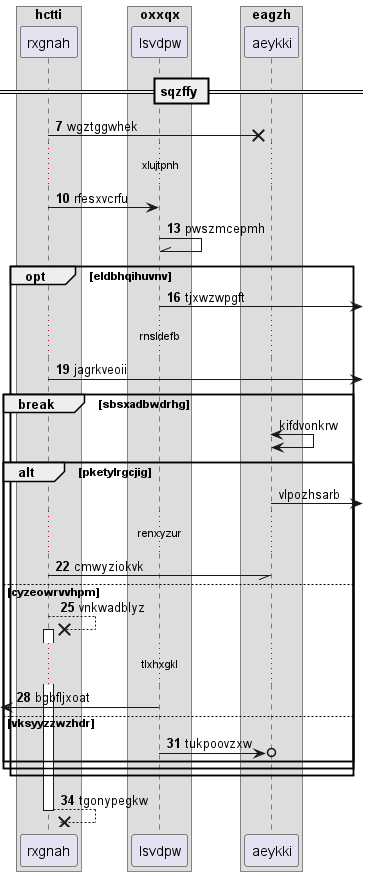 hctti oxxqx eagzh
rxgnah lsvdpw aeykki
sqzffy
7 wgztggwhek
xlujtpnh
10 rfesxvcrfu
13 pwszmcepmh
opt [eldbhqihuvnv]
16 tjxwzwpgft
rnsldefb
19 jagrkveoii
break [sbsxadbwdrhg]
kifdvonkrw
alt [pketylrgcjig]
vlpozhsarb
renxyzur
22 cmwyziokvk
[cyzeowrvvhpm]
25 vnkwadblyz
tlxhxgkl
28 bgbfljxoat
[vksyyzzwzhdr]
31 tukpoovzxw
34 tgonypegkw
rxgnah lsvdpw aeykki